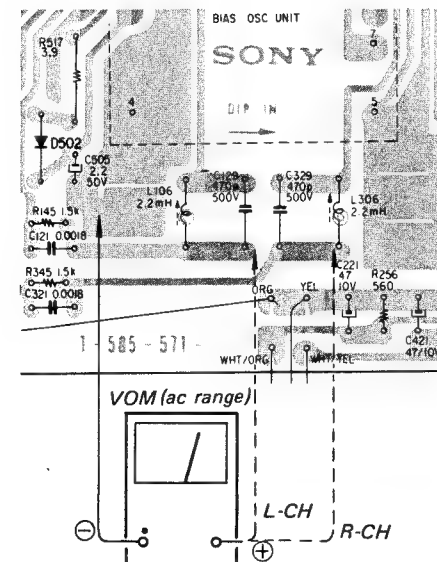 BIAS OSC UNIT
SONY
R517
3.9
7
4
DIP IN
5
D502
C505
2.2
50V
C129
470p
500V
C329
470p
500V
L106
2.2mH
L306
2.2mH
R145 1.5k
C121 0.0018
R345 1.5k
C321 0.0018
ORG
YEL
C221
47
10V
R256
560
1-585-571-
WHT/ORG
WHT/YEL
C421
47/10V
VOM (ac range)
L-CH
R-CH
⊖
⊕